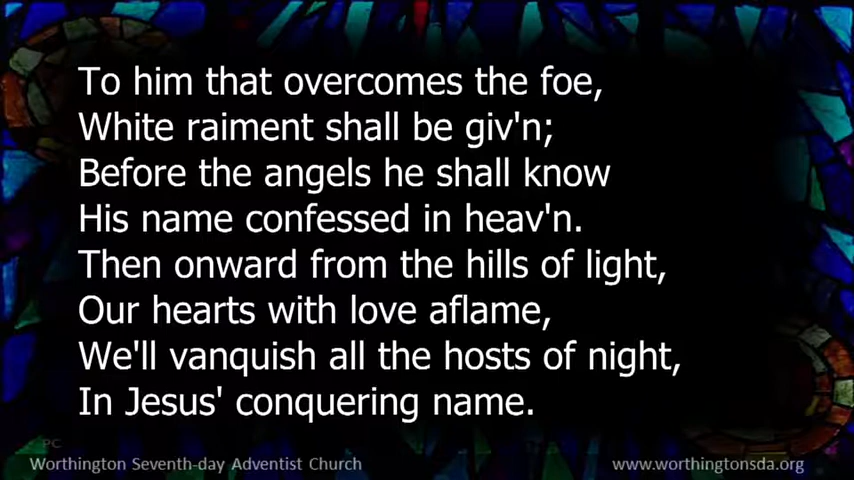 To him that overcomes the foe,
White raiment shall be giv'n;
Before the angels he shall know
His name confessed in heav'n.
Then onward from the hills of light,
Our hearts with love aflame,
We'll vanquish all the hosts of night,
In Jesus' conquering name.
PC
Worthington Seventh-day Adventist Church
www.worthingtonsda.org